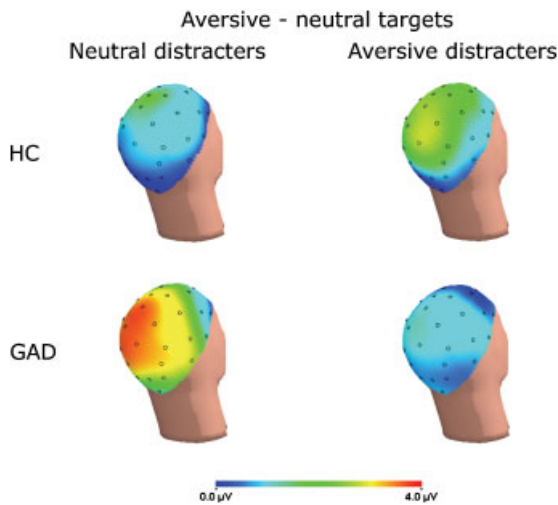 Aversive - neutral targets
Neutral distracters Aversive distracters
HC
GAD
0.0 µV 4.0 µV